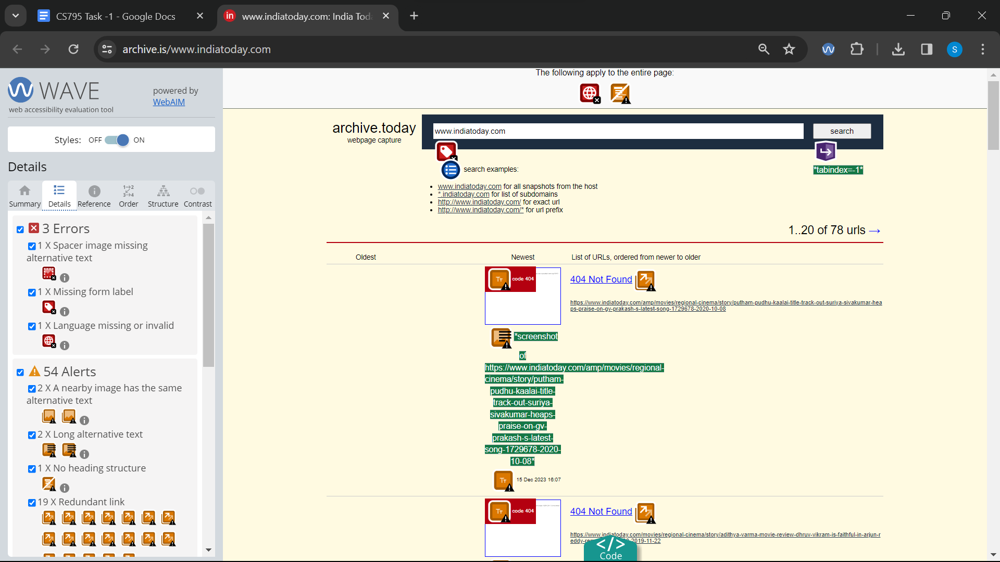 CS795 Task -1 - Google Docs
www.indiatoday.com: India Tod
archive.is/www.indiatoday.com
S
WAVE
web accessibility evaluation tool
powered by
WebAIM
Styles: OFF ON
Details
Summary Details Reference Order Structure Contrast
3 Errors
1 X Spacer image missing
alternative text
1 X Missing form label
1 X Language missing or invalid
54 Alerts
2 X A nearby image has the same
alternative text
2 X Long alternative text
1 X No heading structure
19 X Redundant link
The following apply to the entire page:
archive.today
webpage capture
www.indiatoday.com
search
*tabindex=-1*
search examples:
www.indiatoday.com for all snapshots from the host
*.indiatoday.com for list of subdomains
http://www.indiatoday.com/ for exact url
http://www.indiatoday.com/* for url prefix
1..20 of 78 urls →
Oldest Newest List of URLs, ordered from newer to older
code 404
404 Not Found
https://www.indiatoday.com/amp/movies/regional-cinema/story/putham-pudhu-kaalai-title-track-out-suriya-sivakumar-hea
ps-praise-on-gv-prakash-s-latest-song-1729678-2020-10-08
*screenshot
of
https://www.indiatoday.com/amp/movies/regional-
cinema/story/putham-
pudhu-kaalai-title-
track-out-suriya-
sivakumar-heaps-
praise-on-gv-
prakash-s-latest-
song-1729678-2020-
10-08*
15 Dec 2023 16:07
code 404
404 Not Found
https://www.indiatoday.com/movies/regional-cinema/story/adithya-varma-movie-review-dhruv-vikram-is-faithful-in-arjun-r
2019-11-22
</> Code